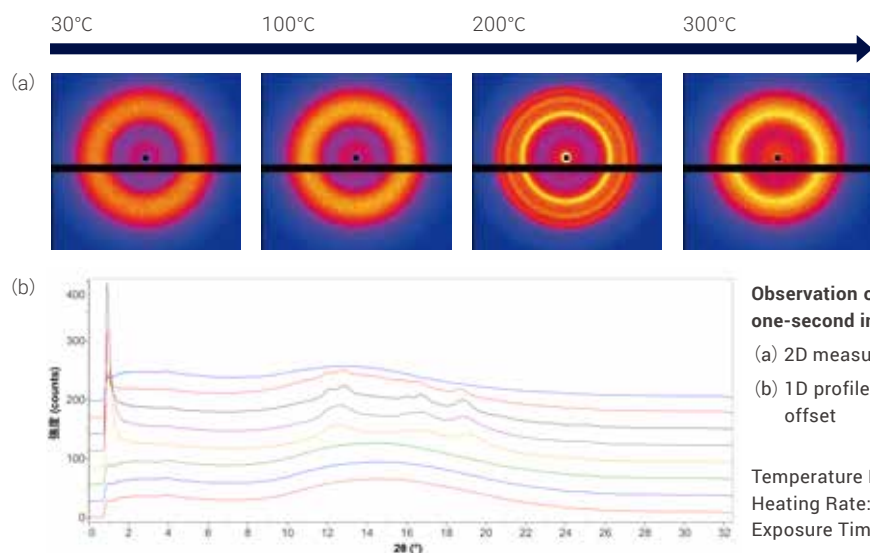 30℃ 100℃ 200℃ 300℃
(a)
(b)
400
300
200
100
0
強度 (counts)
0 2 4 6 8 10 12 14 16 18 20 22 24 26 28 30 32
2θ (°)
Observation o
one-second in
(a) 2D measu
(b) 1D profile
offset
Temperature
Heating Rate:
Exposure Tim